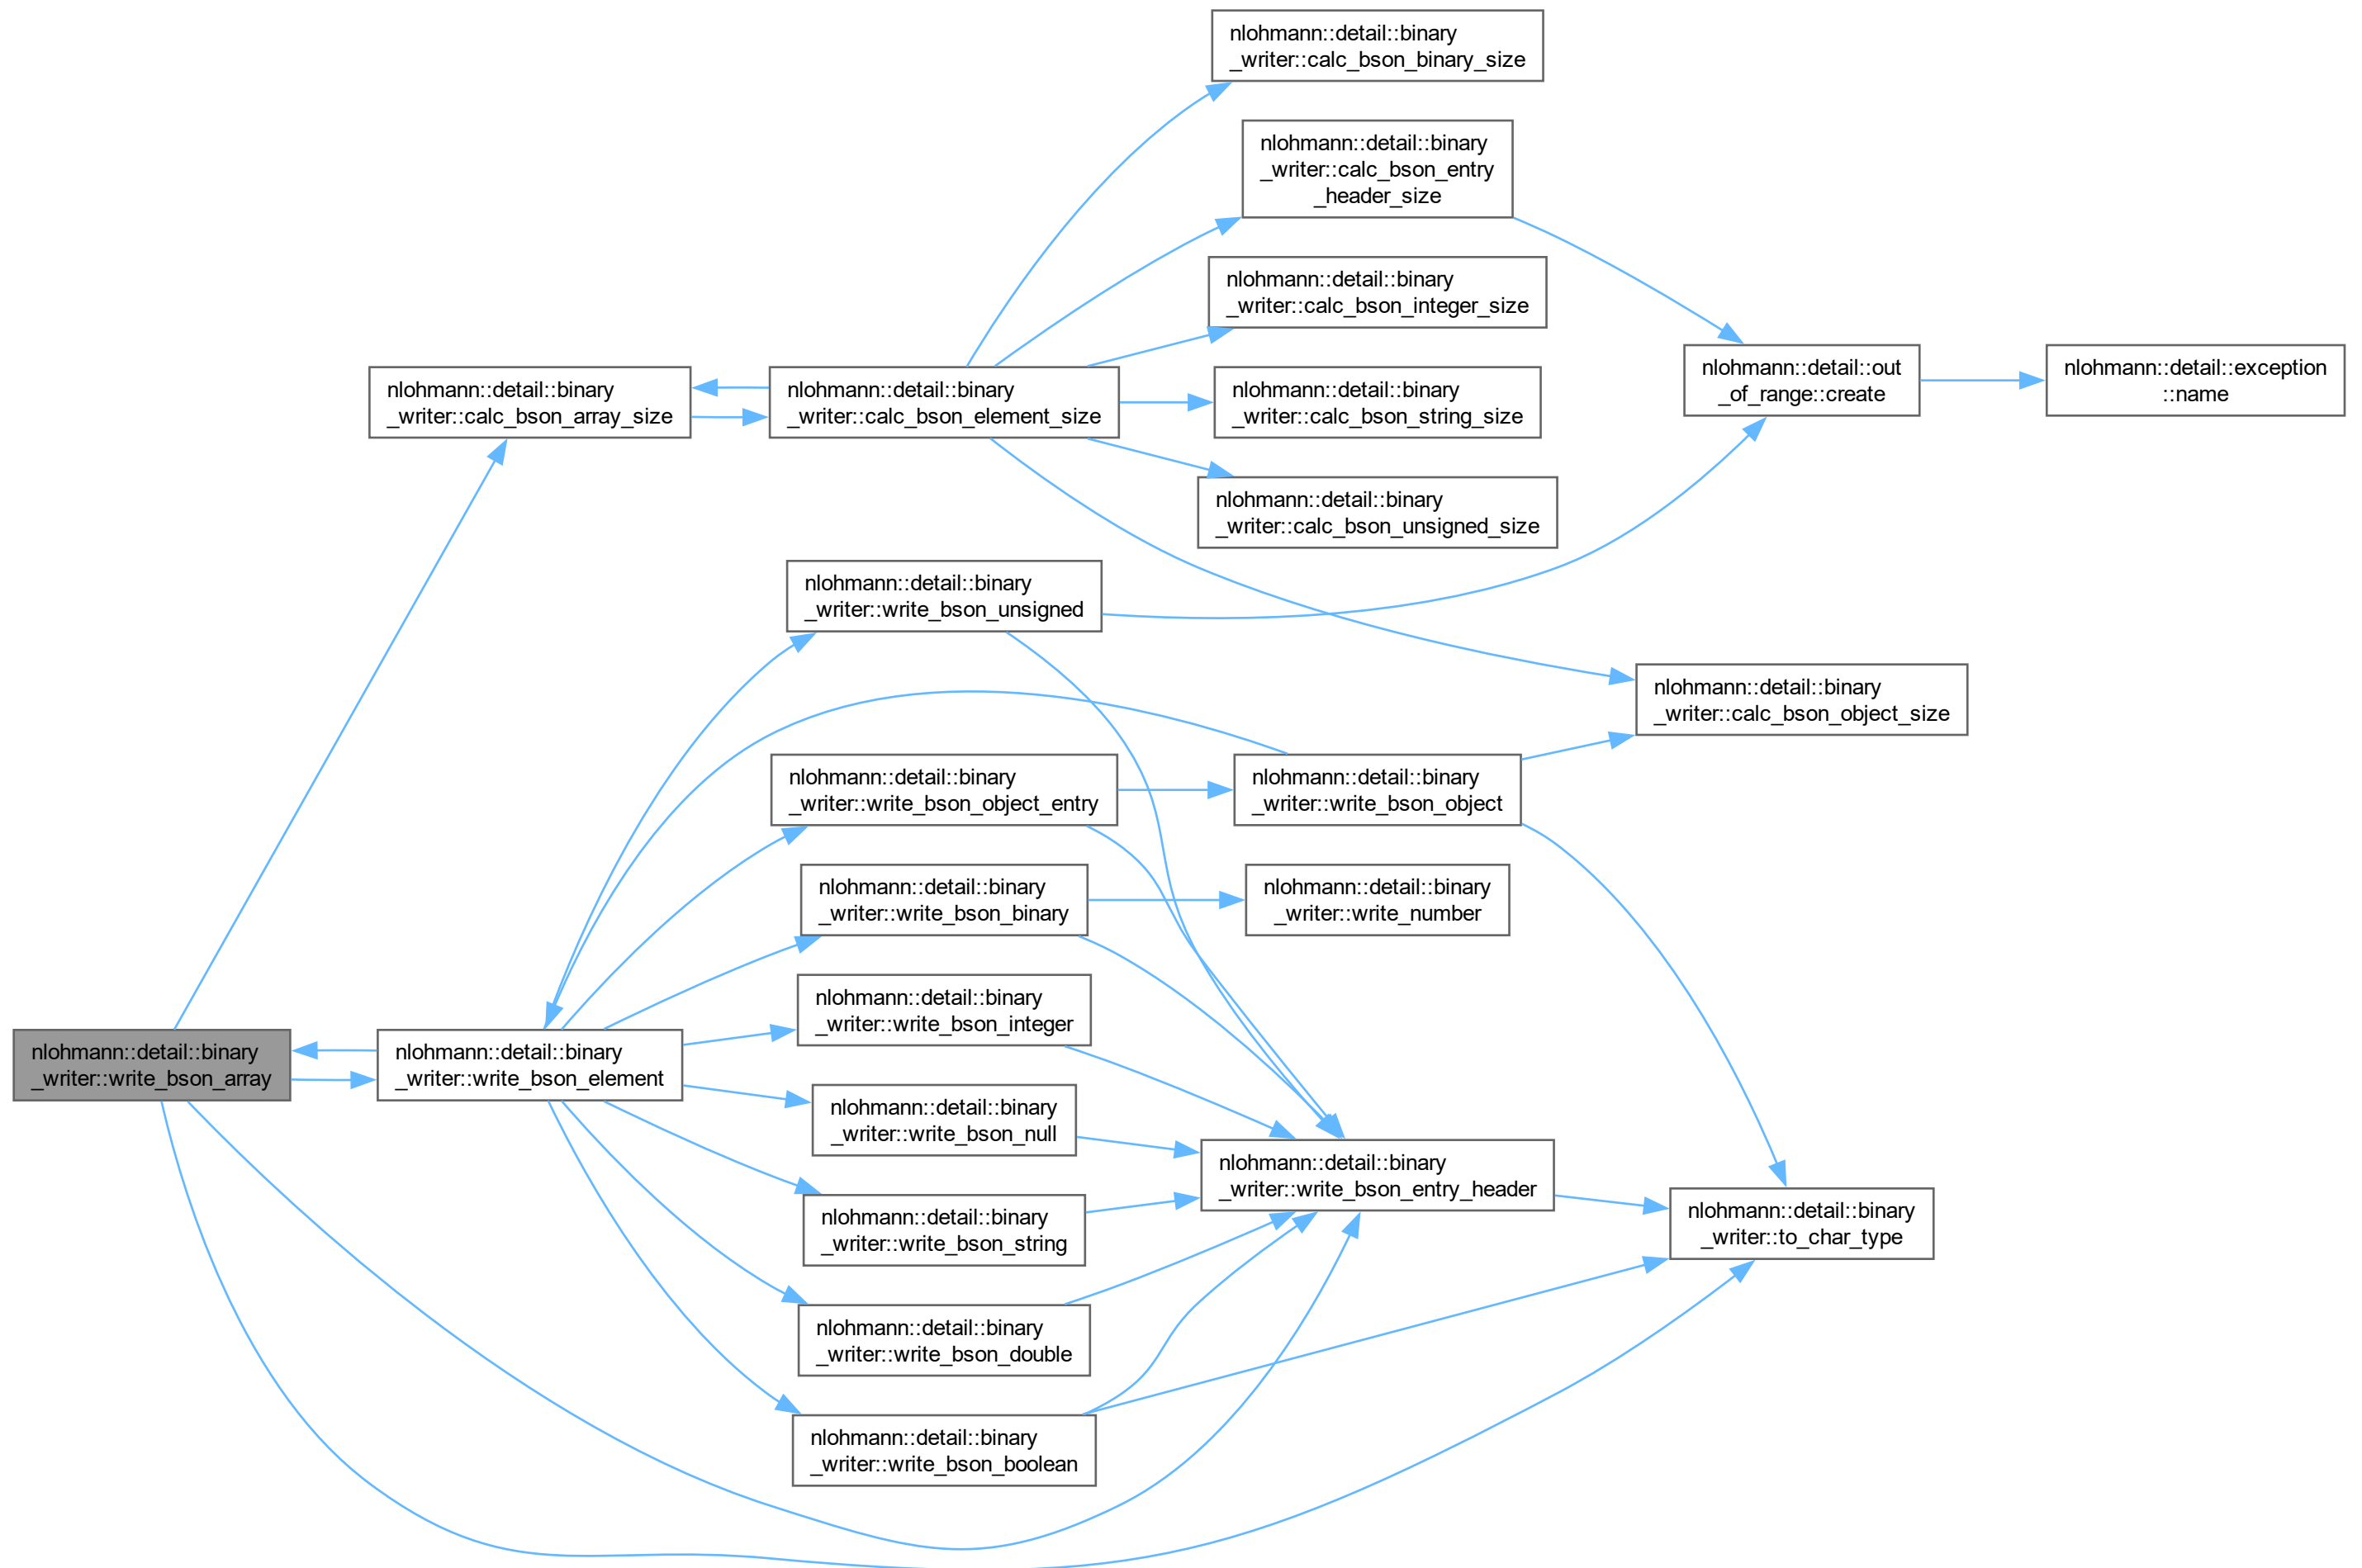 nlohmann::detail::binary
_writer::calc_bson_binary_size
nlohmann::detail::binary
_writer::calc_bson_entry
_header_size
nlohmann::detail::binary
_writer::calc_bson_integer_size
nlohmann::detail::out
_of_range::create
nlohmann::detail::exception
::name
nlohmann::detail::binary
_writer::calc_bson_array_size
nlohmann::detail::binary
_writer::calc_bson_element_size
nlohmann::detail::binary
_writer::calc_bson_string_size
nlohmann::detail::binary
_writer::calc_bson_unsigned_size
nlohmann::detail::binary
_writer::write_bson_unsigned
nlohmann::detail::binary
_writer::calc_bson_object_size
nlohmann::detail::binary
_writer::write_bson_object_entry
nlohmann::detail::binary
_writer::write_bson_object
nlohmann::detail::binary
_writer::write_bson_binary
nlohmann::detail::binary
_writer::write_number
nlohmann::detail::binary
_writer::write_bson_integer
nlohmann::detail::binary
_writer::write_bson_array
nlohmann::detail::binary
_writer::write_bson_element
nlohmann::detail::binary
_writer::write_bson_null
nlohmann::detail::binary
_writer::write_bson_entry_header
nlohmann::detail::binary
_writer::to_char_type
nlohmann::detail::binary
_writer::write_bson_string
nlohmann::detail::binary
_writer::write_bson_double
nlohmann::detail::binary
_writer::write_bson_boolean